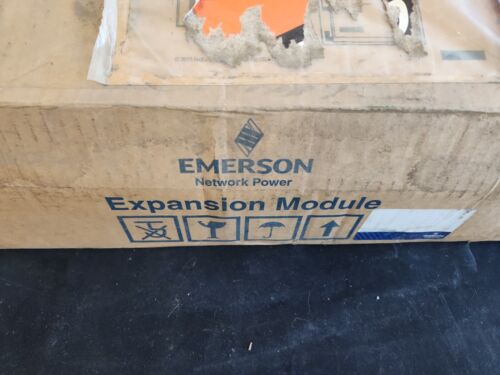 EMERSON
Network Power
Expansion Module